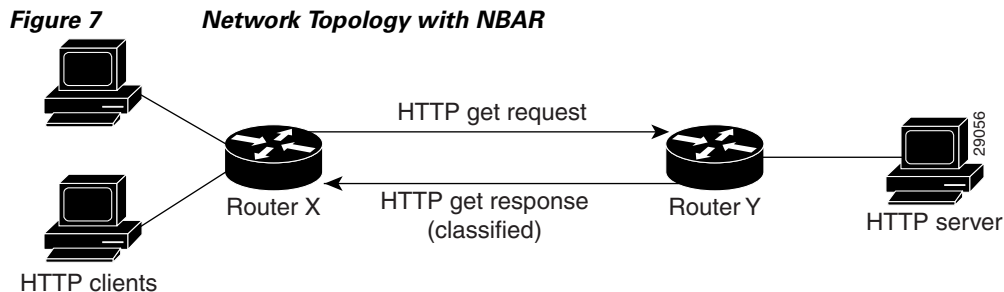 Figure 7 Network Topology with NBAR
HTTP get request
29056
Router X
HTTP get response
(classified)
Router Y
HTTP server
HTTP clients